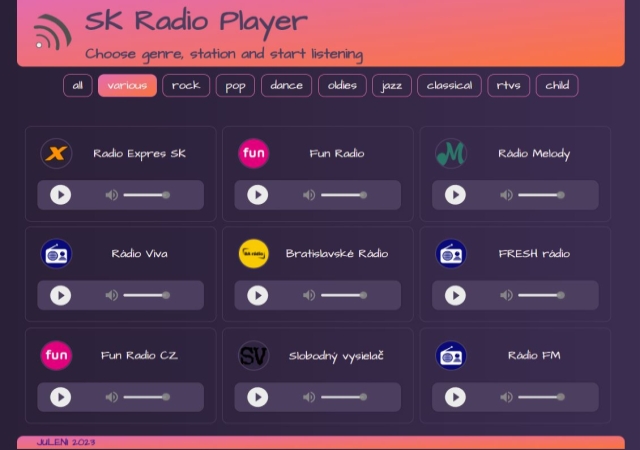 SK Radio Player
Choose genre, station and start listening
all various rock pop dance oldies jazz classical rtvs child
Radio Expres SK
fun Fun Radio
M Rádio Melody
Rádio Viva
Bratislavské Rádio
FRESH rádio
fun Fun Radio CZ
SV Slobodný vysielač
Rádio FM
JULENI 2023